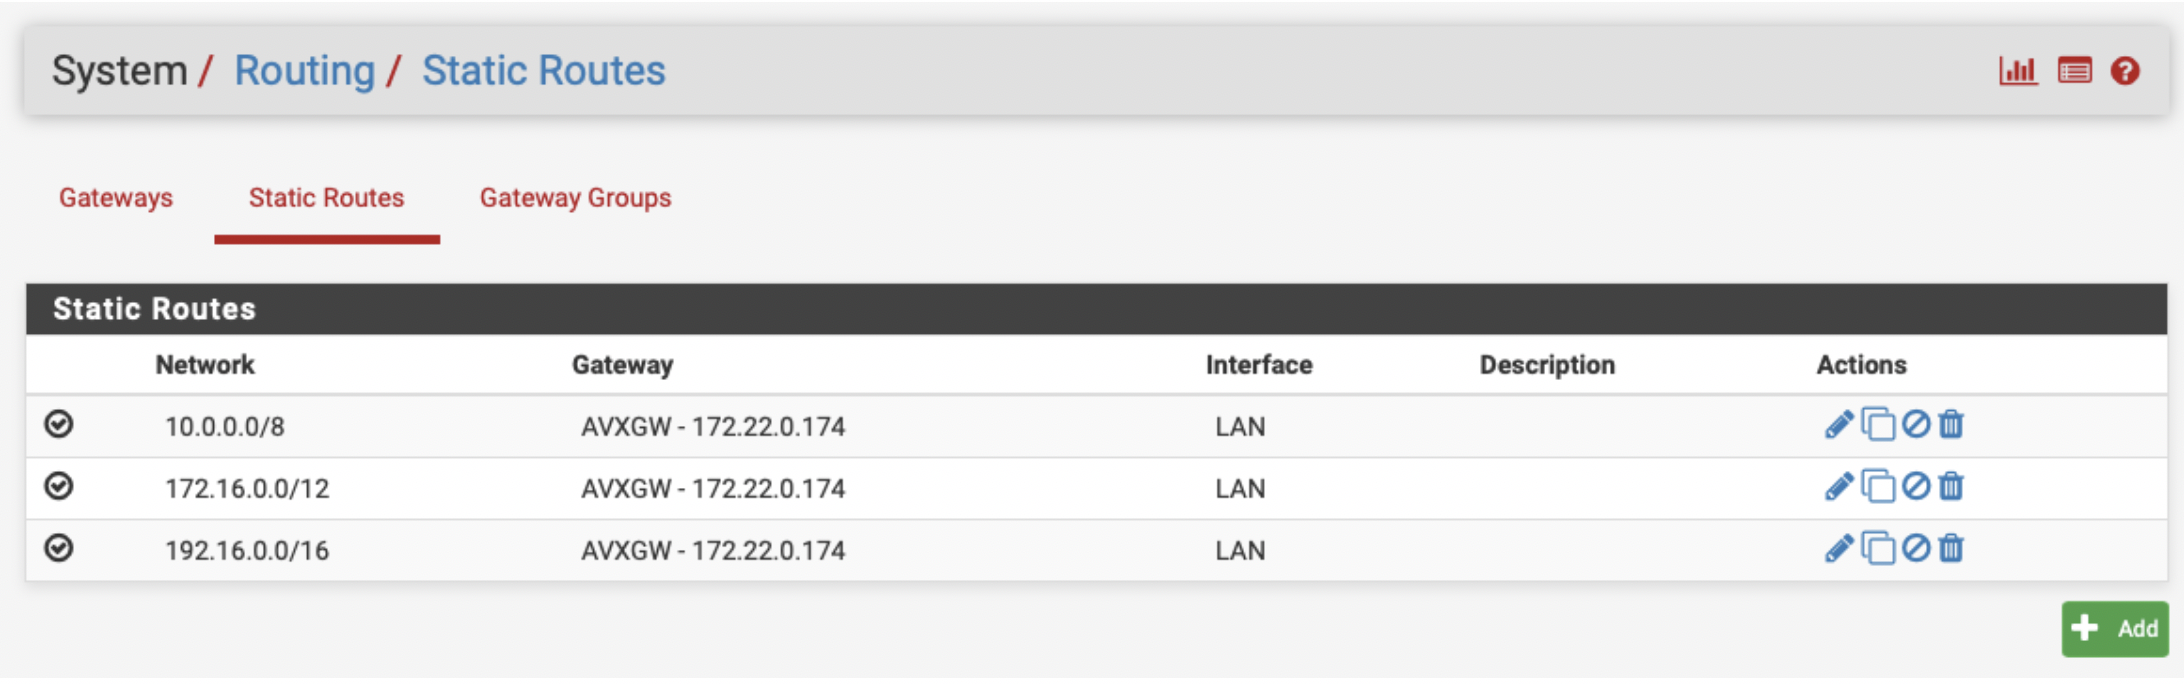 System / Routing / Static Routes
Gateways Static Routes Gateway Groups
Static Routes
Network Gateway Interface Description Actions
10.0.0.0/8 AVXGW - 172.22.0.174 LAN
172.16.0.0/12 AVXGW - 172.22.0.174 LAN
192.16.0.0/16 AVXGW - 172.22.0.174 LAN
Add